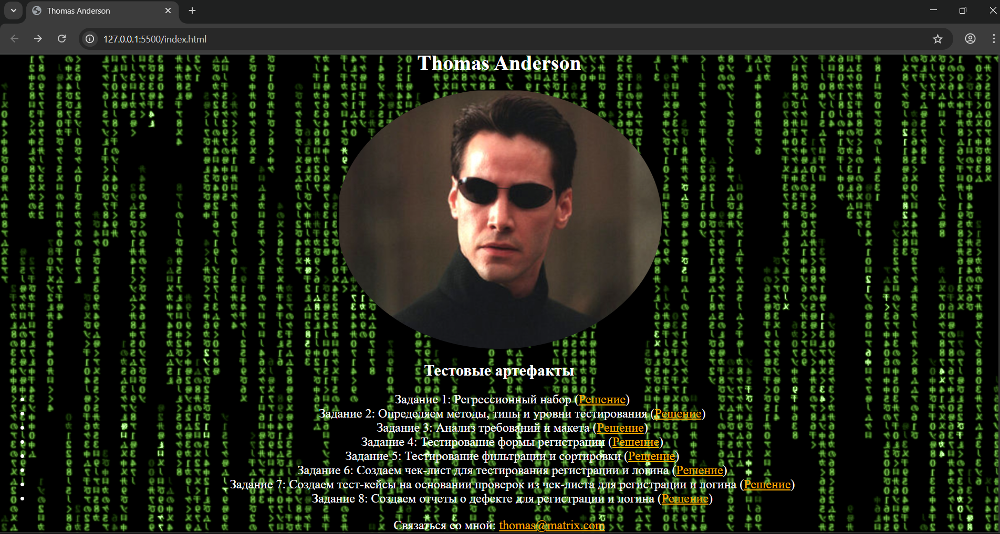 Thomas Anderson
127.0.0.1:5500/index.html
Thomas Anderson
Тестовые артефакты
Задание 1: Регрессионный набор (Решение)
Задание 2: Определяем методы, типы и уровни тестирования (Решение)
Задание 3: Анализ требований и макета (Решение)
Задание 4: Тестирование формы регистрации (Решение)
Задание 5: Тестирование фильтрации и сортировки (Решение)
Задание 6: Создаем чек-лист для тестирования регистрации и логина (Решение)
Задание 7: Создаем тест-кейсы на основании проверок из чек-листа для регистрации и логина (Решение)
Задание 8: Создаем отчеты о дефекте для регистрации и логина (Решение)
Связаться со мной: thomas@matrix.com